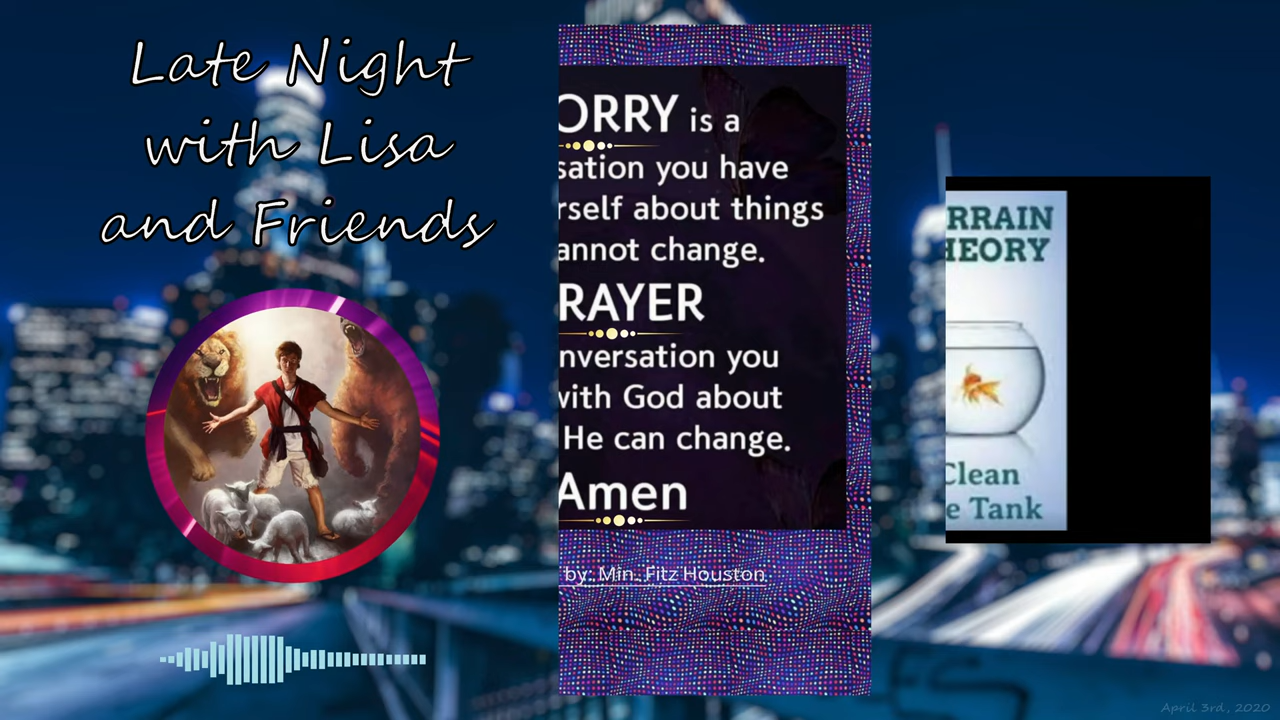 Late Night
with Lisa
and Friends
ORRY is a
sation you have
rself about things
annot change.
RAYER
nversation you
with God about
He can change.
Amen
by: Min. Fitz Houston
RRAIN
HEORY
Clean
e Tank
April 3rd, 2020